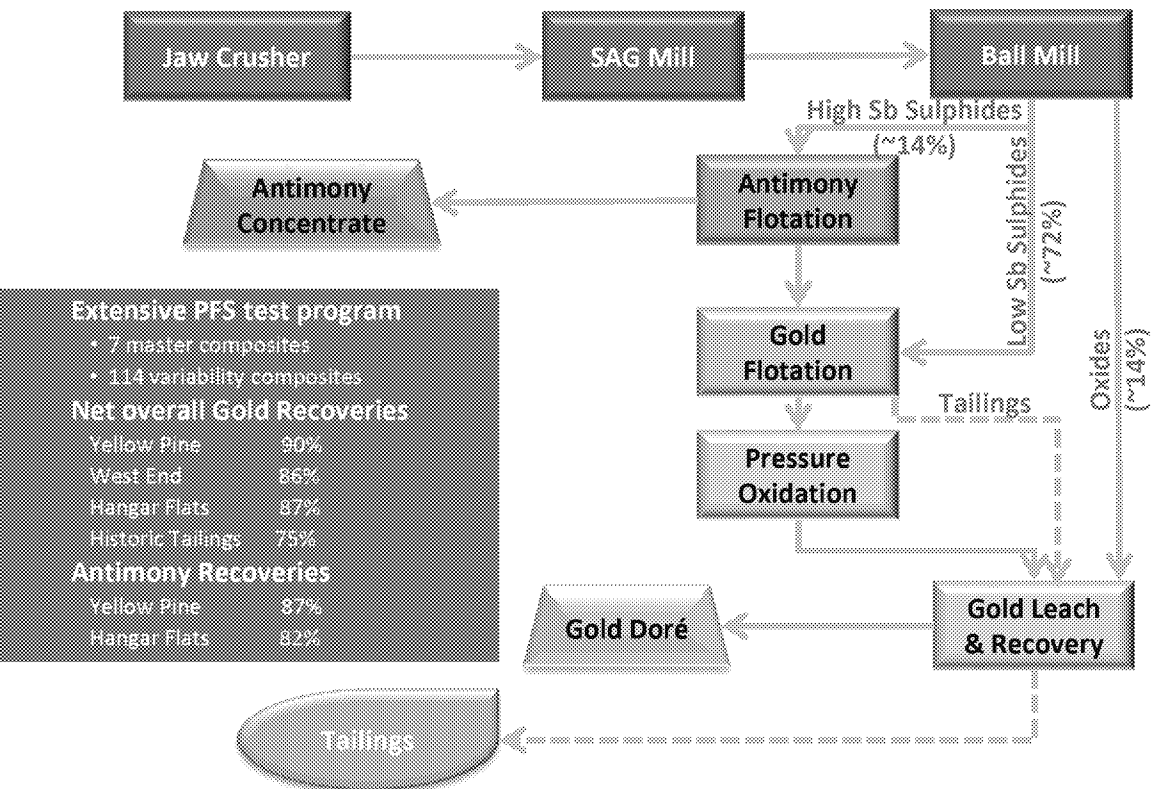 Jaw Crusher
SAG Mill
Ball Mill
High Sb Sulphides
(~14%)
Low Sb Sulphides
(~72%)
Oxides
(~14%)
Antimony
Concentrate
Antimony
Flotation
Gold
Flotation
Tailings
Pressure
Oxidation
Extensive PFS test program
• 7 master composites
• 114 variability composites
Net overall Gold Recoveries
Yellow Pine 90%
West End 86%
Hangar Flats 87%
Historic Tailings 75%
Antimony Recoveries
Yellow Pine 87%
Hangar Flats 82%
Gold Doré
Gold Leach
& Recovery
Tailings